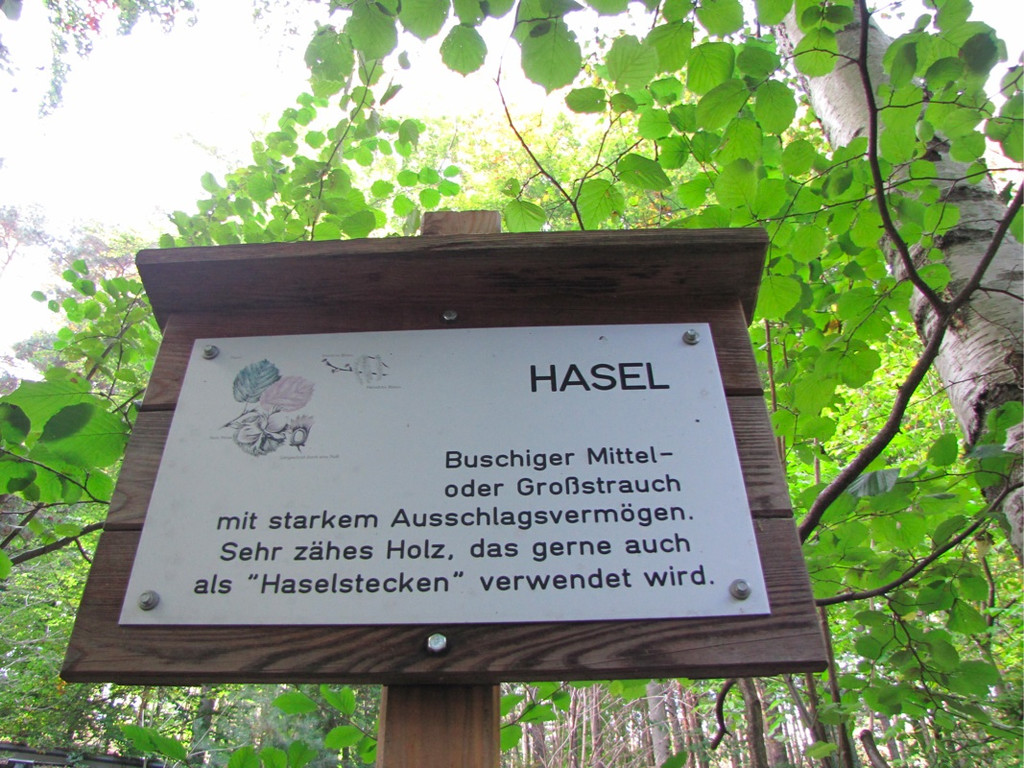 HASEL
Buschiger Mittel-
oder Großstrauch
mit starkem Ausschlagsvermögen.
Sehr zähes Holz, das gerne auch
als "Haselstecken" verwendet wird.